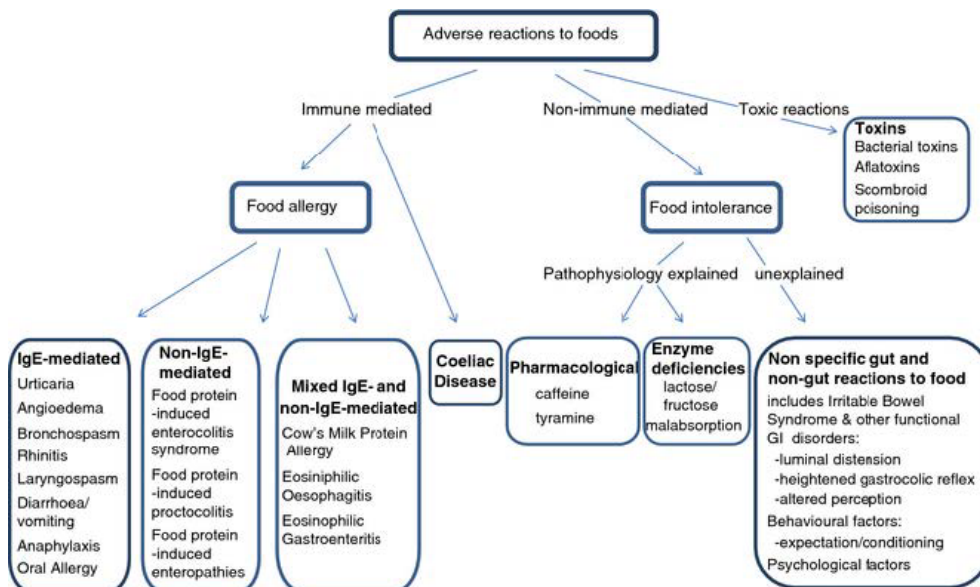 Adverse reactions to foods
Immune mediated
Non-immune mediated
Toxic reactions
Toxins
Bacterial toxins
Aflatoxins
Scombroid
poisoning
Food allergy
Food intolerance
Pathophysiology explained
unexplained
IgE-mediated
Urticaria
Angioedema
Bronchospasm
Rhinitis
Laryngospasm
Diarrhoea/
vomiting
Anaphylaxis
Oral Allergy
Non-IgE-
mediated
Food protein
-induced
enterocolitis
syndrome
Food protein
-induced
proctocolitis
Food protein
-induced
enteropathies
Mixed IgE- and
non-IgE-mediated
Cow's Milk Protein
Allergy
Eosiniphilic
Oesophagitis
Eosinophilic
Gastroenteritis
Coeliac
Disease
Pharmacological
caffeine
tyramine
Enzyme
deficiencies
lactose/
fructose
malabsorption
Non specific gut and
non-gut reactions to food
includes Irritable Bowel
Syndrome & other functional
GI disorders:
-luminal distension
-heightened gastrocolic reflex
-altered perception
Behavioural factors:
-expectation/conditioning
Psychological factors